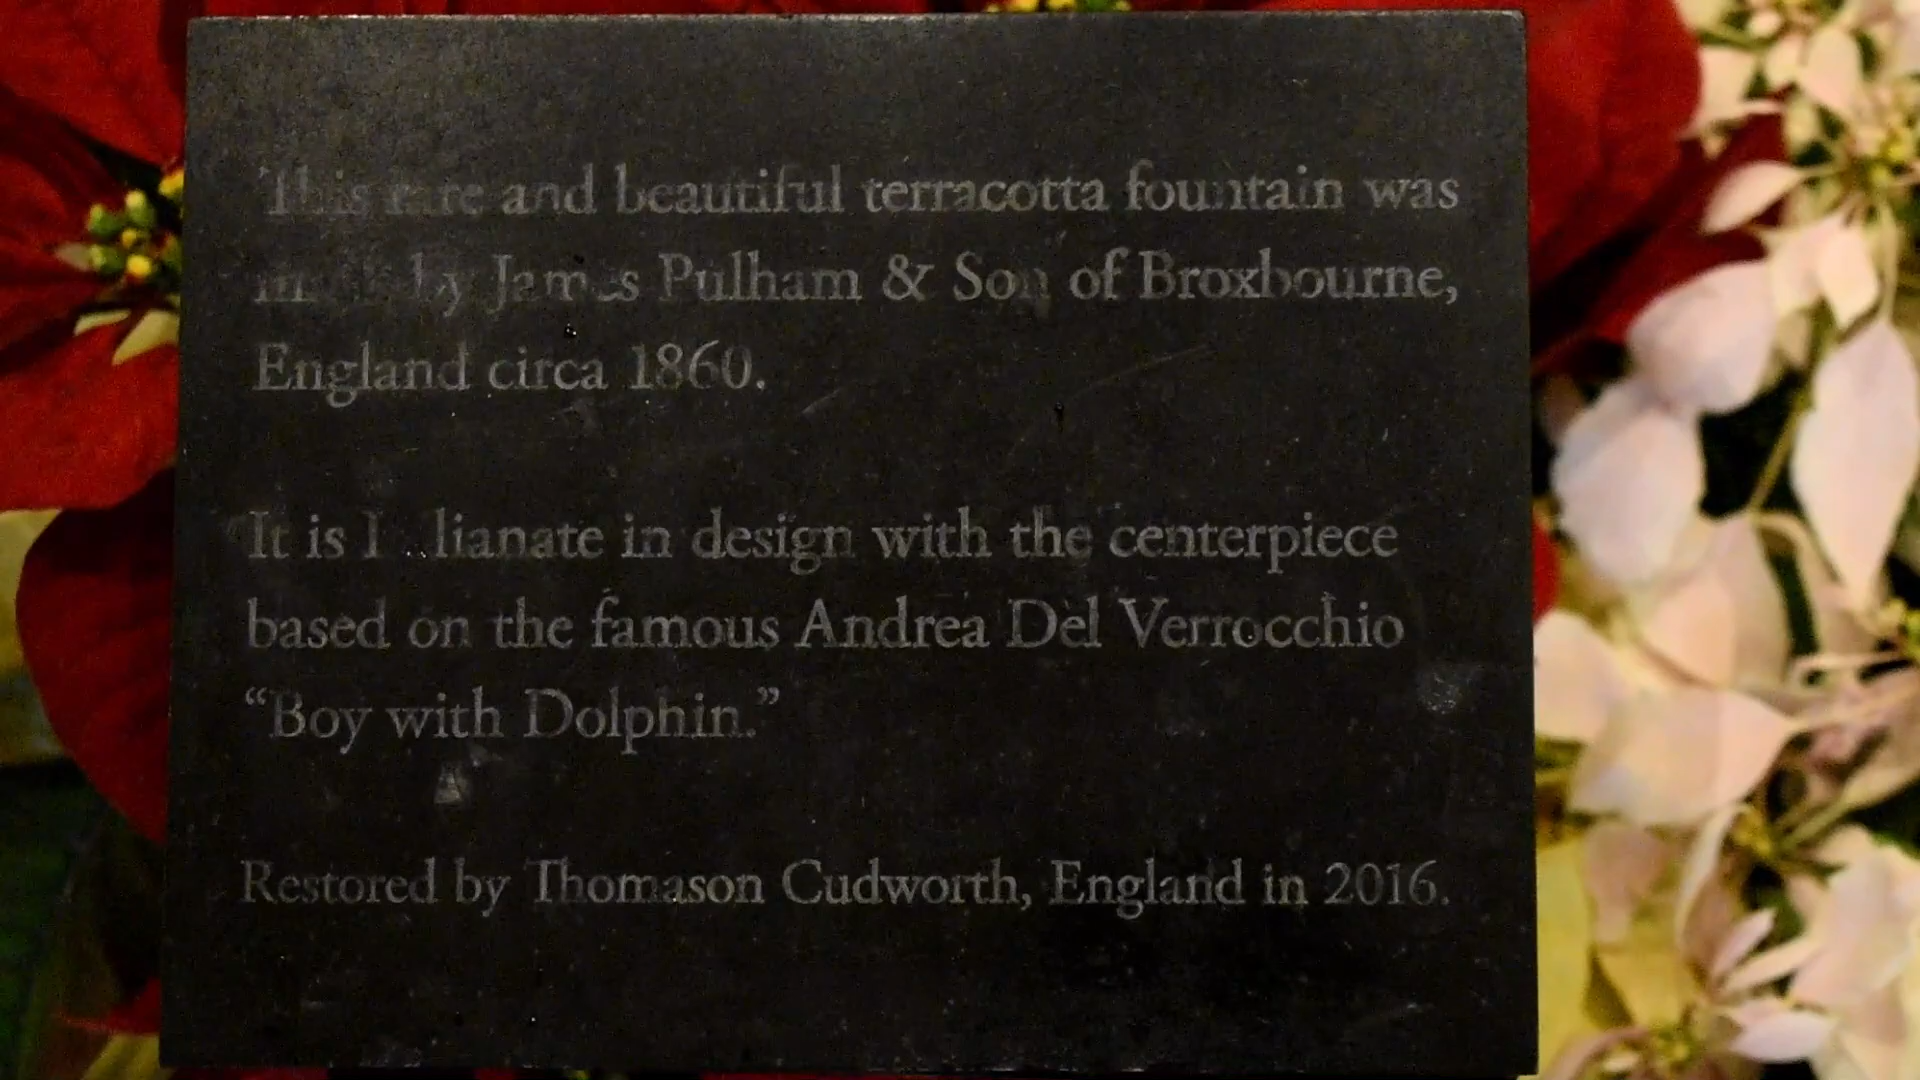 This rare and beautiful terracotta fountain was
by James Pulham & Son of Broxbourne,
England circa 1860.
It is Italianate in design with the centerpiece
based on the famous Andrea Del Verrocchio
“Boy with Dolphin.”
Restored by Thomason Cudworth, England in 2016.